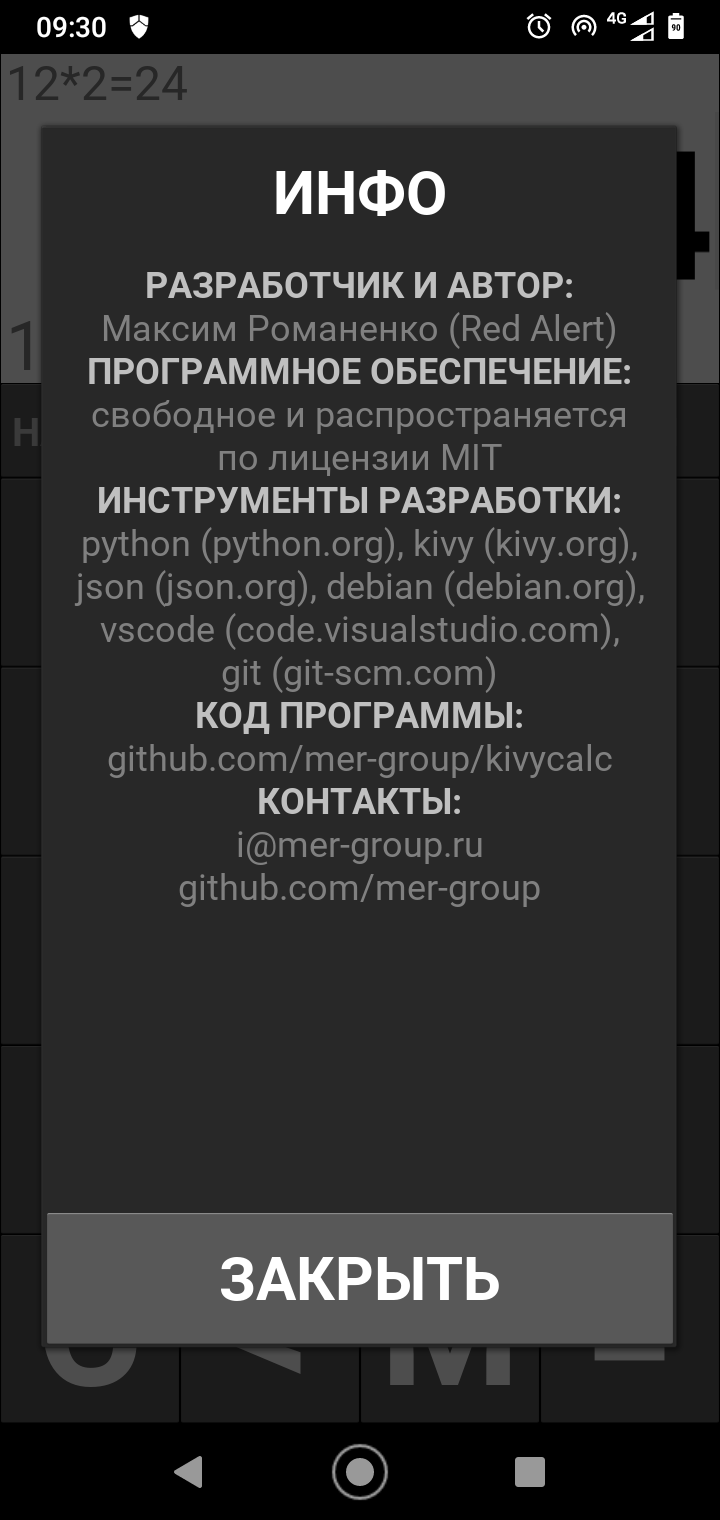 09:30
4G
90
12*2=24
4
1
Н
ИНФО
РАЗРАБОТЧИК И АВТОР:
Максим Романенко (Red Alert)
ПРОГРАММНОЕ ОБЕСПЕЧЕНИЕ:
свободное и распространяется
по лицензии MIT
ИНСТРУМЕНТЫ РАЗРАБОТКИ:
python (python.org), kivy (kivy.org),
json (json.org), debian (debian.org),
vscode (code.visualstudio.com),
git (git-scm.com)
КОД ПРОГРАММЫ:
github.com/mer-group/kivycalc
КОНТАКТЫ:
i@mer-group.ru
github.com/mer-group
ЗАКРЫТЬ